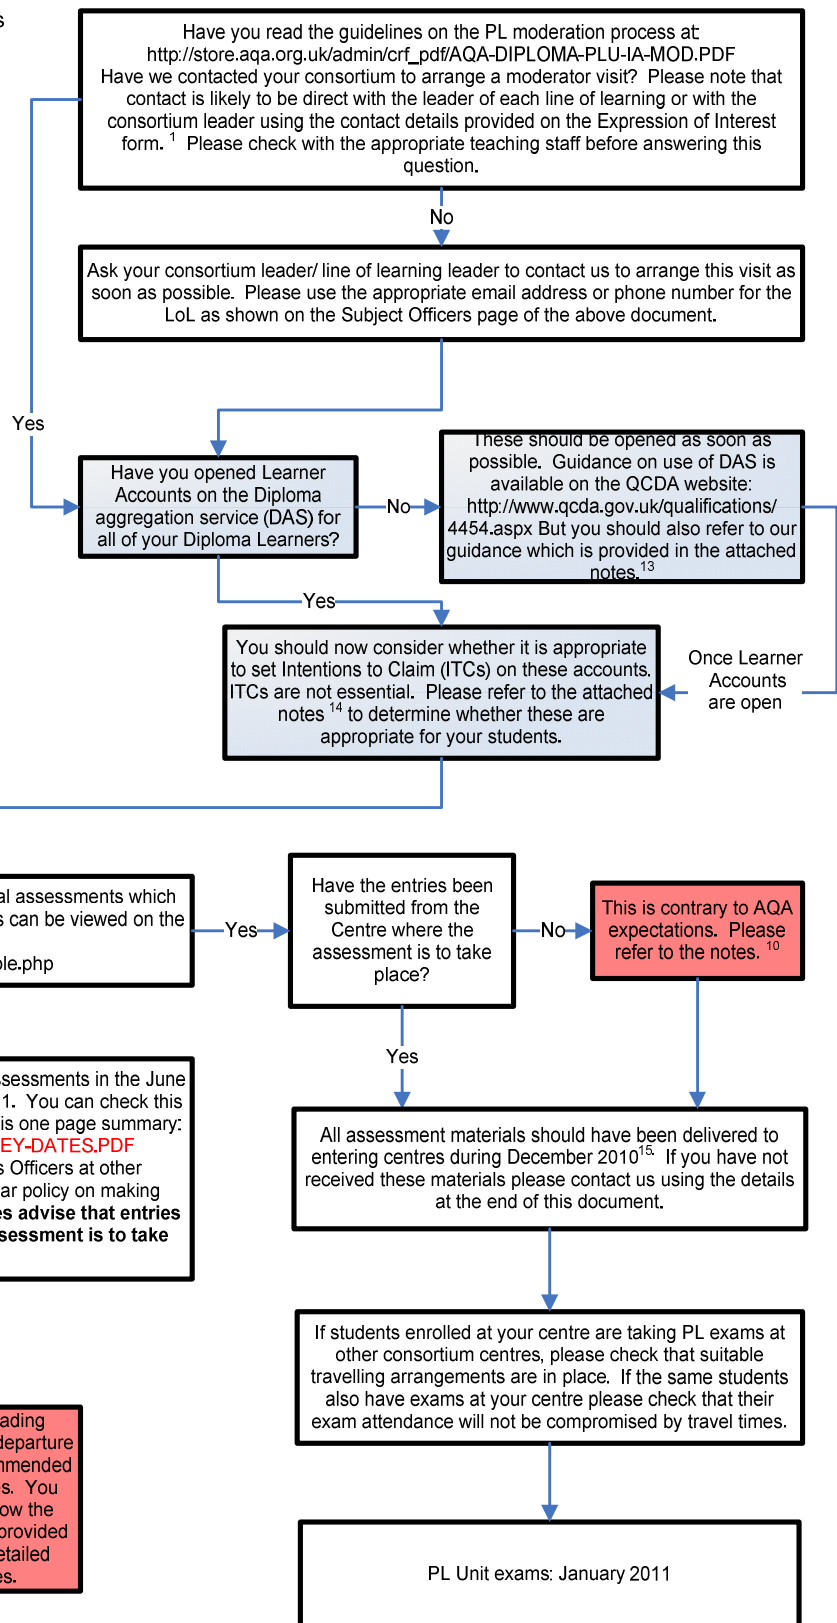 s
Have you read the guidelines on the PL moderation process at:
http://store.aqa.org.uk/admin/crf_pdf/AQA-DIPLOMA-PLU-IA-MOD.PDF
Have we contacted your consortium to arrange a moderator visit?  Please note that
contact is likely to be direct with the leader of each line of learning or with the
consortium leader using the contact details provided on the Expression of Interest
form. 1  Please check with the appropriate teaching staff before answering this
question.
No
Ask your consortium leader/ line of learning leader to contact us to arrange this visit as
soon as possible.  Please use the appropriate email address or phone number for the
LoL as shown on the Subject Officers page of the above document.
Yes
Have you opened Learner
Accounts on the Diploma
aggregation service (DAS) for
all of your Diploma Learners?
No
These should be opened as soon as
possible.  Guidance on use of DAS is
available on the QCDA website:
http://www.qcda.gov.uk/qualifications/
4454.aspx But you should also refer to our
guidance which is provided in the attached
notes.13
Yes
You should now consider whether it is appropriate
to set Intentions to Claim (ITCs) on these accounts.
ITCs are not essential.  Please refer to the attached
notes 14 to determine whether these are
appropriate for your students.
Once Learner
Accounts
are open
al assessments which
s can be viewed on the
ole.php
Yes
Have the entries been
submitted from the
Centre where the
assessment is to take
place?
No
This is contrary to AQA
expectations.  Please
refer to the notes. 10
Yes
ssessments in the June
1.  You can check this
is one page summary:
EY-DATES.PDF
s Officers at other
ar policy on making
es advise that entries
sessment is to take
All assessment materials should have been delivered to
entering centres during December 201015.  If you have not
received these materials please contact us using the details
at the end of this document.
If students enrolled at your centre are taking PL exams at
other consortium centres, please check that suitable
travelling arrangements are in place.  If the same students
also have exams at your centre please check that their
exam attendance will not be compromised by travel times.
ading
departure
mmended
es.  You
ow the
provided
etailed
es.
PL Unit exams: January 2011